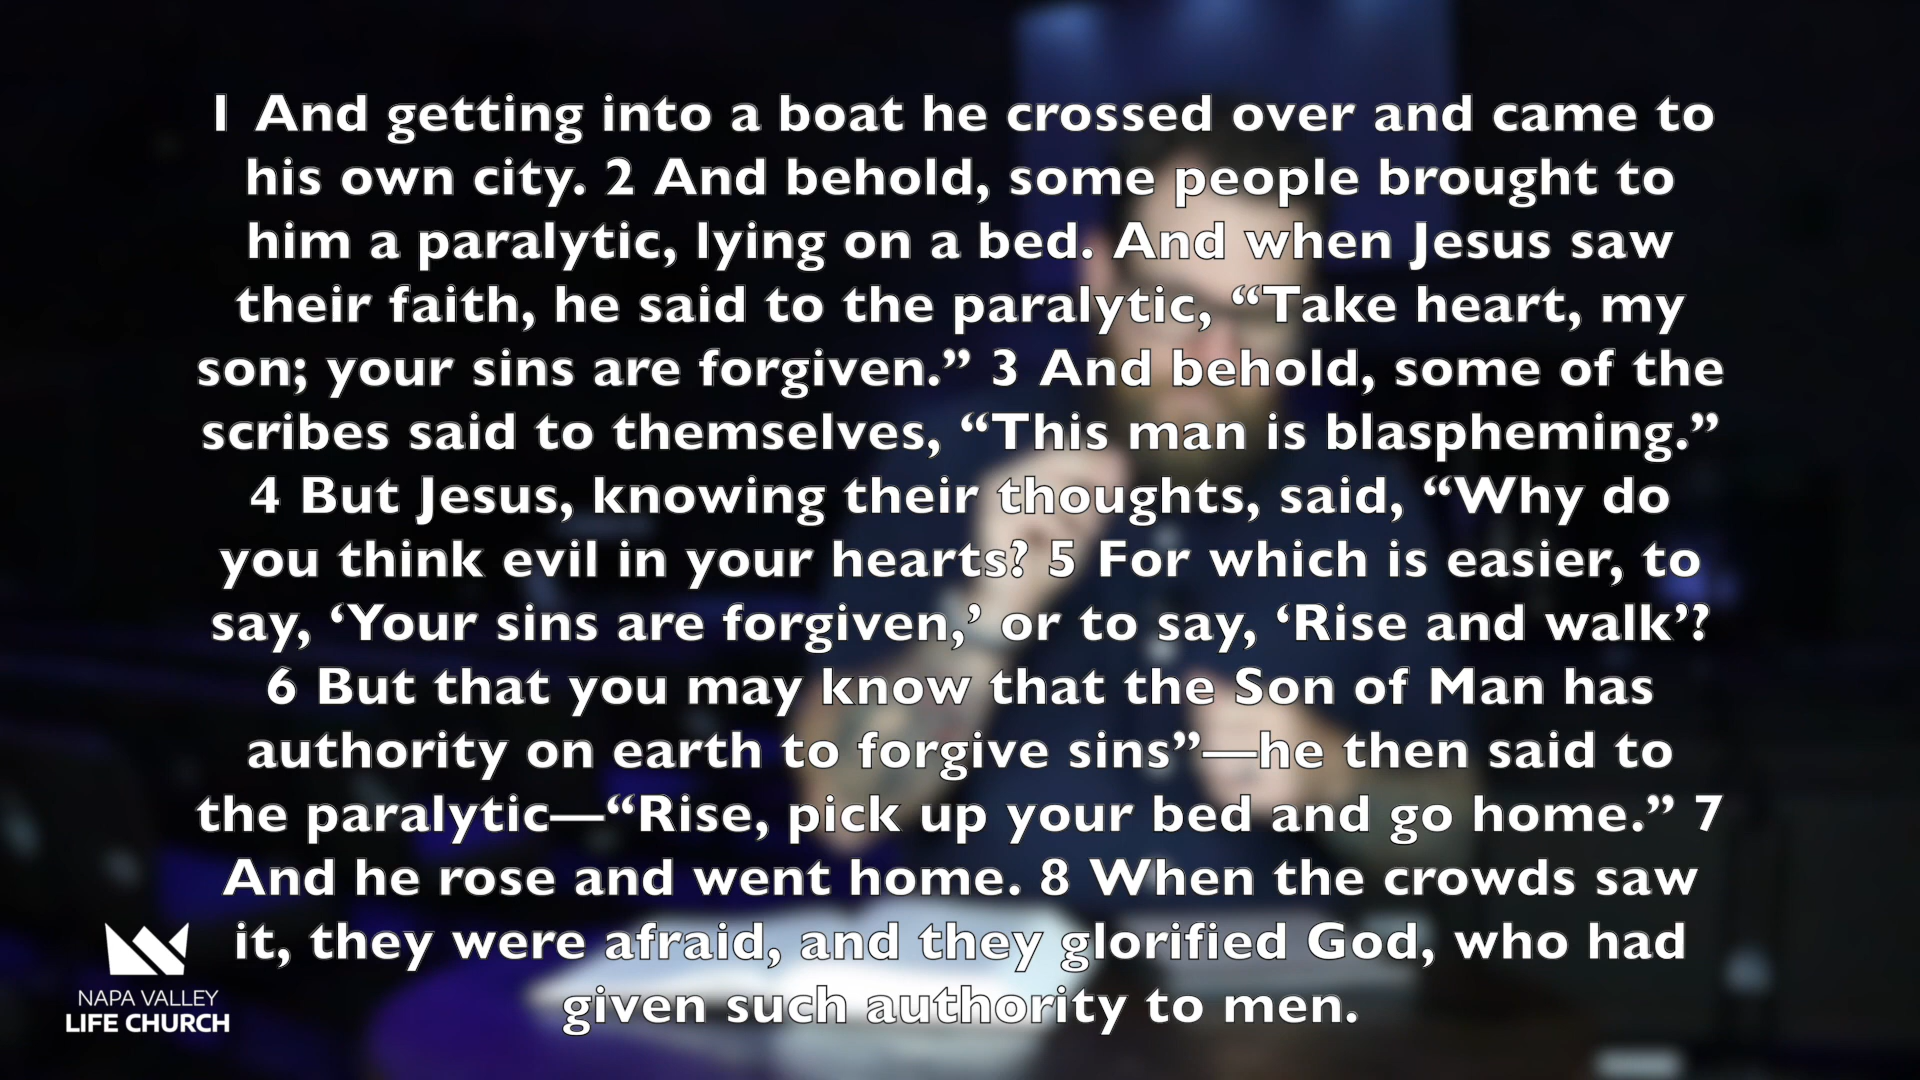 1 And getting into a boat he crossed over and came to
his own city. 2 And behold, some people brought to
him a paralytic, lying on a bed. And when Jesus saw
their faith, he said to the paralytic, “Take heart, my
son; your sins are forgiven.” 3 And behold, some of the
scribes said to themselves, “This man is blaspheming.”
4 But Jesus, knowing their thoughts, said, “Why do
you think evil in your hearts? 5 For which is easier, to
say, ‘Your sins are forgiven,’ or to say, ‘Rise and walk’?
6 But that you may know that the Son of Man has
authority on earth to forgive sins”—he then said to
the paralytic—“Rise, pick up your bed and go home.” 7
And he rose and went home. 8 When the crowds saw
it, they were afraid, and they glorified God, who had
given such authority to men.
NAPA VALLEY
LIFE CHURCH